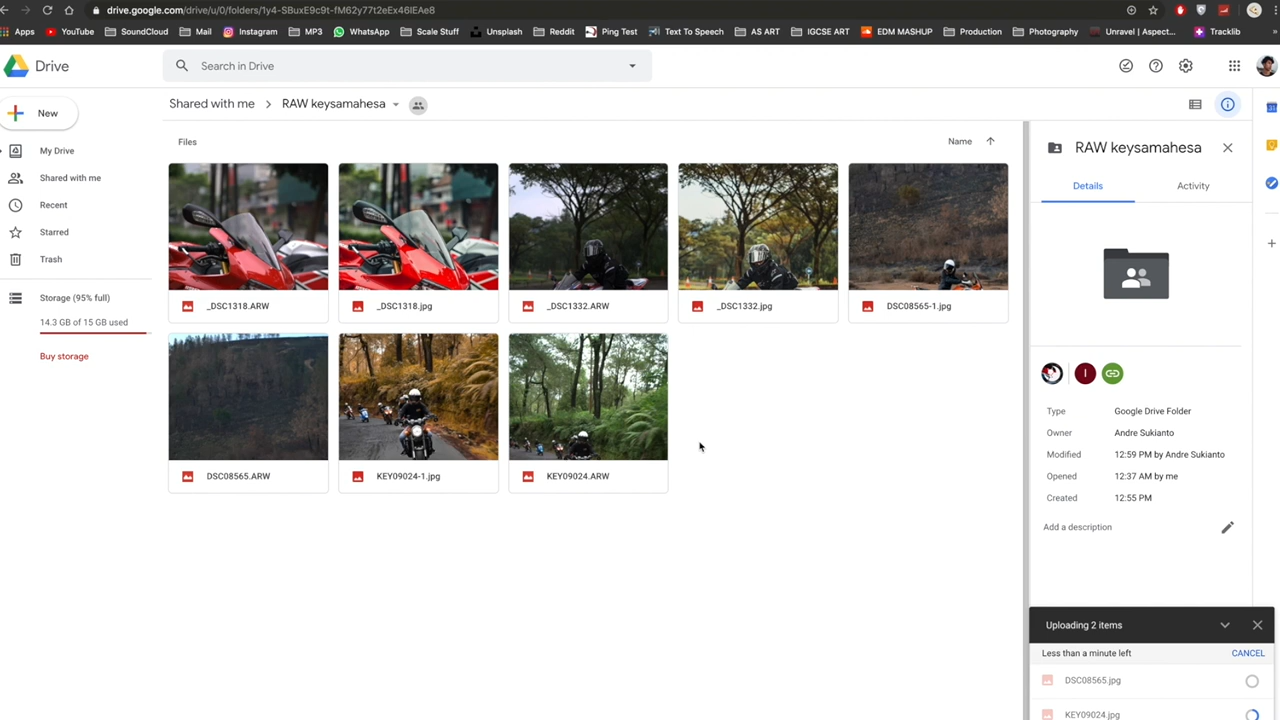 drive.google.com/drive/u/0/folders/1y4-SBuxE9c9t-fM62y77t2eEx46lEAe8
Apps YouTube SoundCloud Mail Instagram MP3 WhatsApp Scale Stuff Unsplash Reddit Ping Test Text To Speech AS ART IGCSE ART EDM MASHUP Production Photography Unravel | Aspect... Tracklib »
Drive
Search in Drive
New
Shared with me > RAW keysamahesa
My Drive
Shared with me
Recent
Starred
Trash
Storage (95% full)
14.3 GB of 15 GB used
Buy storage
Files
Name
_DSC1318.ARW
_DSC1318.jpg
_DSC1332.ARW
_DSC1332.jpg
DSC08565-1.jpg
DSC08565.ARW
KEY09024-1.jpg
KEY09024.ARW
RAW keysamahesa
Details Activity
I
Type Google Drive Folder
Owner Andre Sukianto
Modified 12:59 PM by Andre Sukianto
Opened 12:37 AM by me
Created 12:55 PM
Add a description
Uploading 2 items
Less than a minute left CANCEL
DSC08565.jpg
KEY09024.jpg